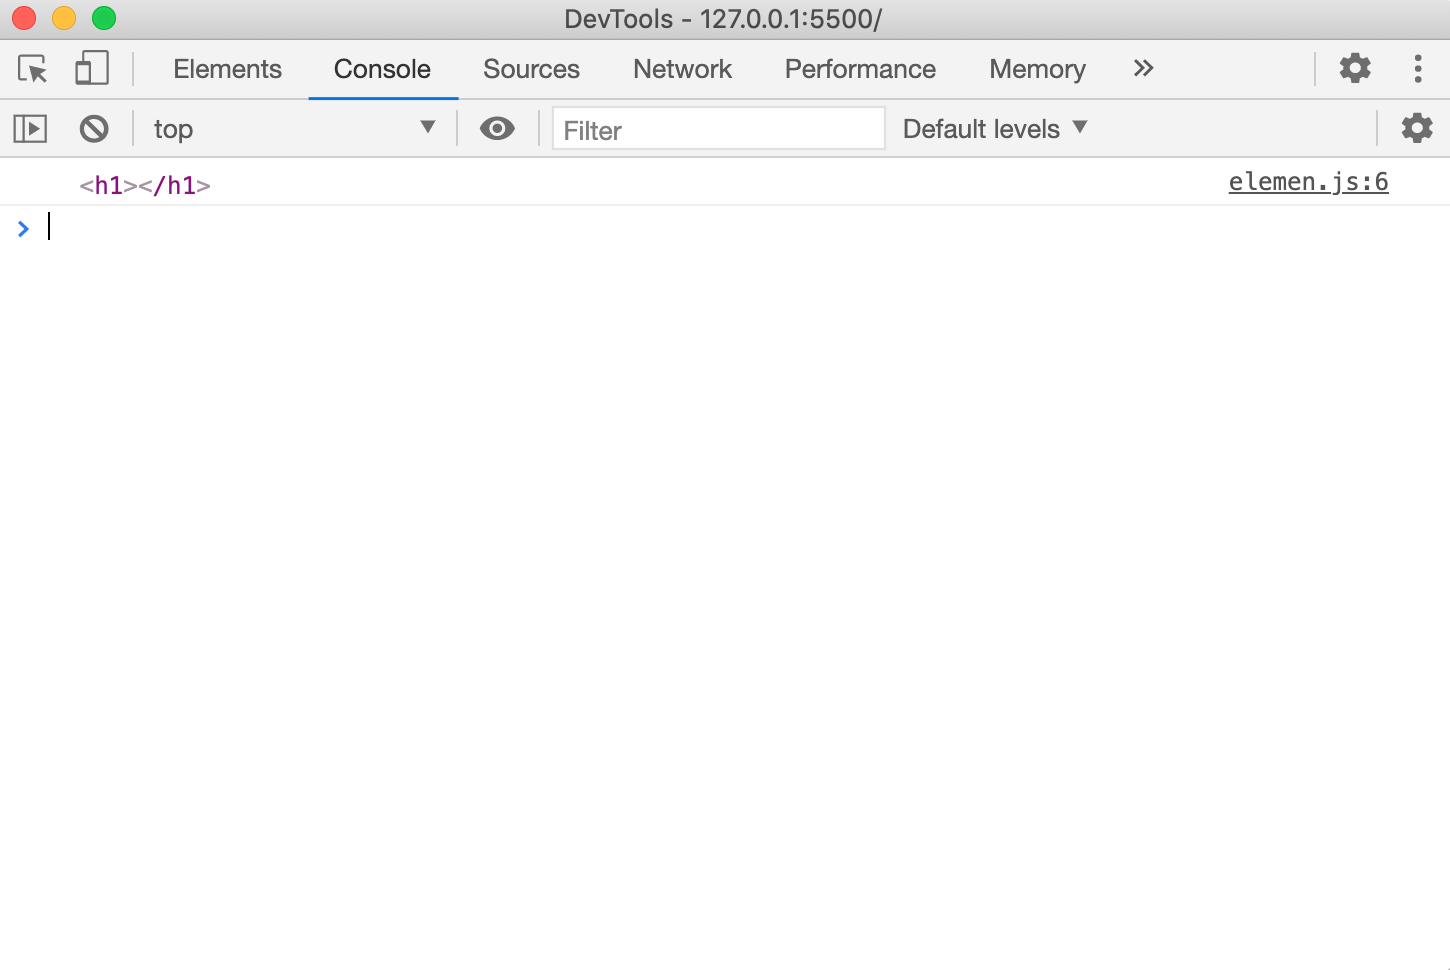 DevTools - 127.0.0.1:5500/
Elements Console Sources Network Performance Memory
top Filter Default levels
<h1></h1> elemen.js:6